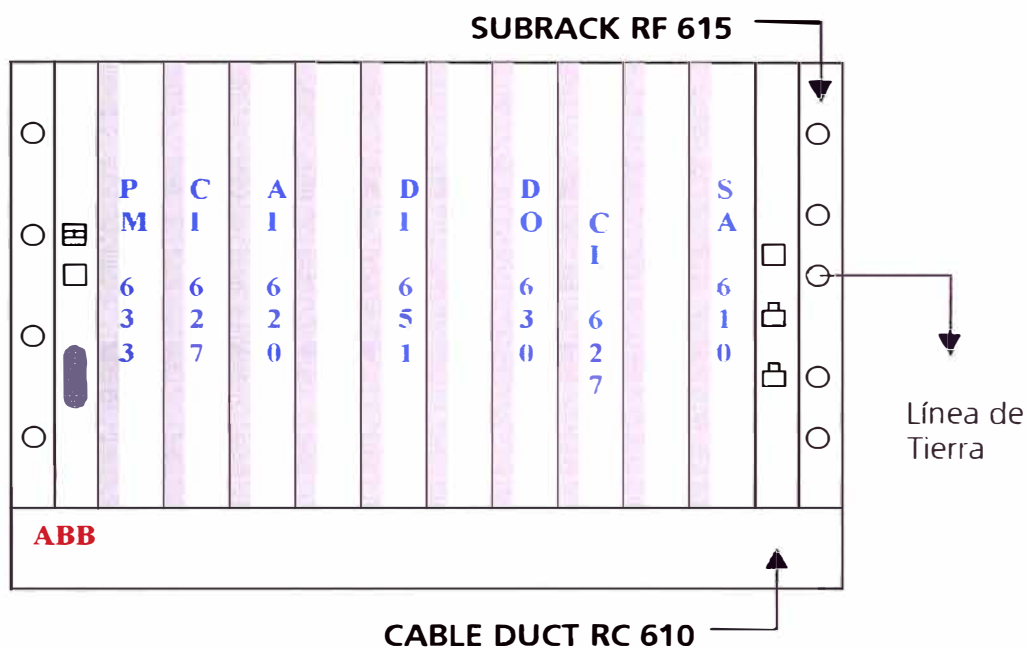 SUBRACK RF 615
PM 633
CI 627
AI 620
DI 651
DO 630
CI 627
SA 610
Línea de
Tierra
ABB
CABLE DUCT RC 610